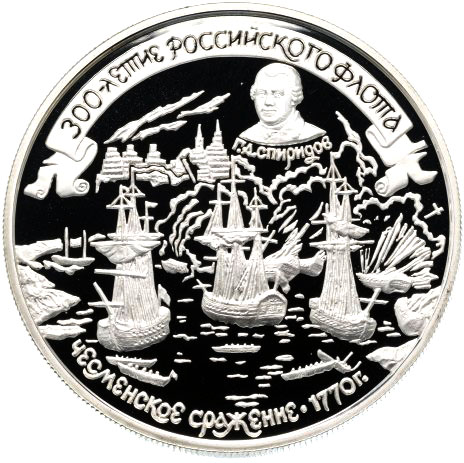 300-ЛЕТИЕ РОССИЙСКОГО ФЛОТА
Г.А.СПИРИДОВ
ЧЕСМЕНСКОЕ СРАЖЕНИЕ • 1770г.